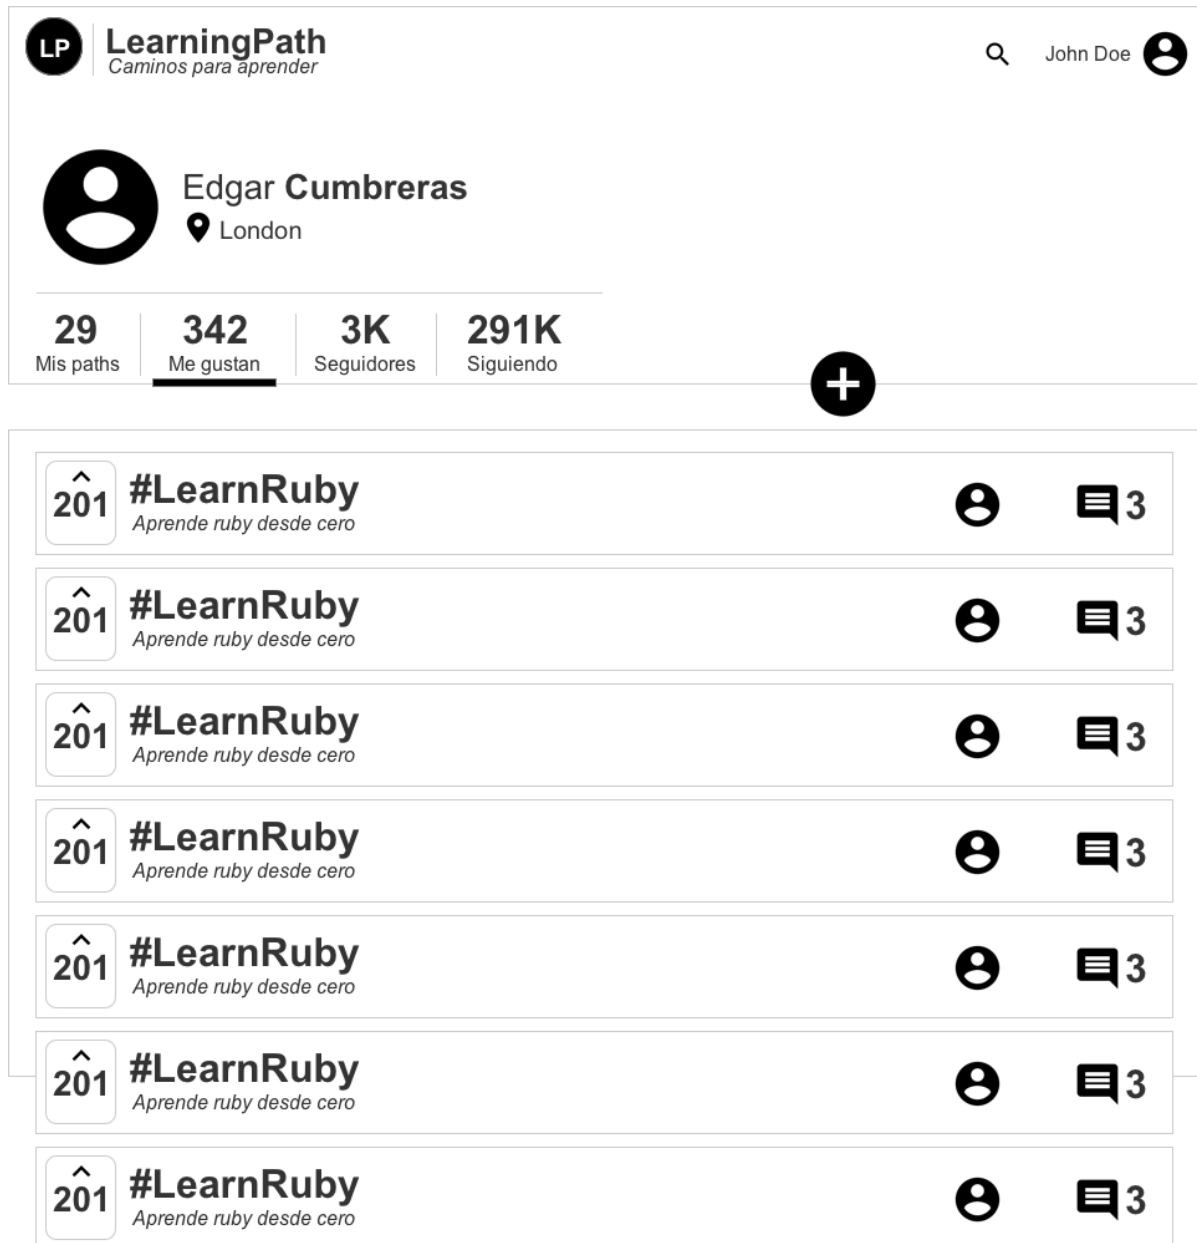 LP
LearningPath
Caminos para aprender
John Doe
Edgar Cumbreras
London
29
Mis paths
342
Me gustan
3K
Seguidores
291K
Siguiendo
201
#LearnRuby
Aprende ruby desde cero
3
201
#LearnRuby
Aprende ruby desde cero
3
201
#LearnRuby
Aprende ruby desde cero
3
201
#LearnRuby
Aprende ruby desde cero
3
201
#LearnRuby
Aprende ruby desde cero
3
201
#LearnRuby
Aprende ruby desde cero
3
201
#LearnRuby
Aprende ruby desde cero
3